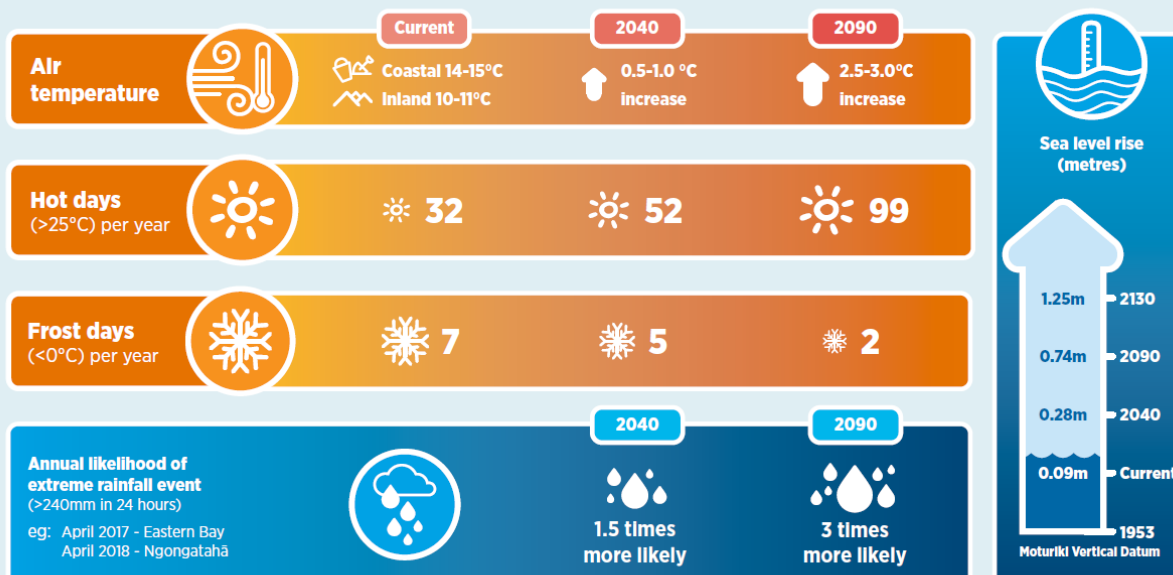 Current
2040
2090
Air
temperature
Coastal 14-15°C
Inland 10-11°C
0.5-1.0 °C
increase
2.5-3.0°C
increase
Hot days
(>25°C) per year
32
52
99
Frost days
(<0°C) per year
7
5
2
2040
2090
Annual likelihood of
extreme rainfall event
(>240mm in 24 hours)
eg: April 2017 - Eastern Bay
April 2018 - Ngongatahā
1.5 times
more likely
3 times
more likely
Sea level rise
(metres)
1.25m 2130
0.74m 2090
0.28m 2040
0.09m Current
1953
Moturiki Vertical Datum